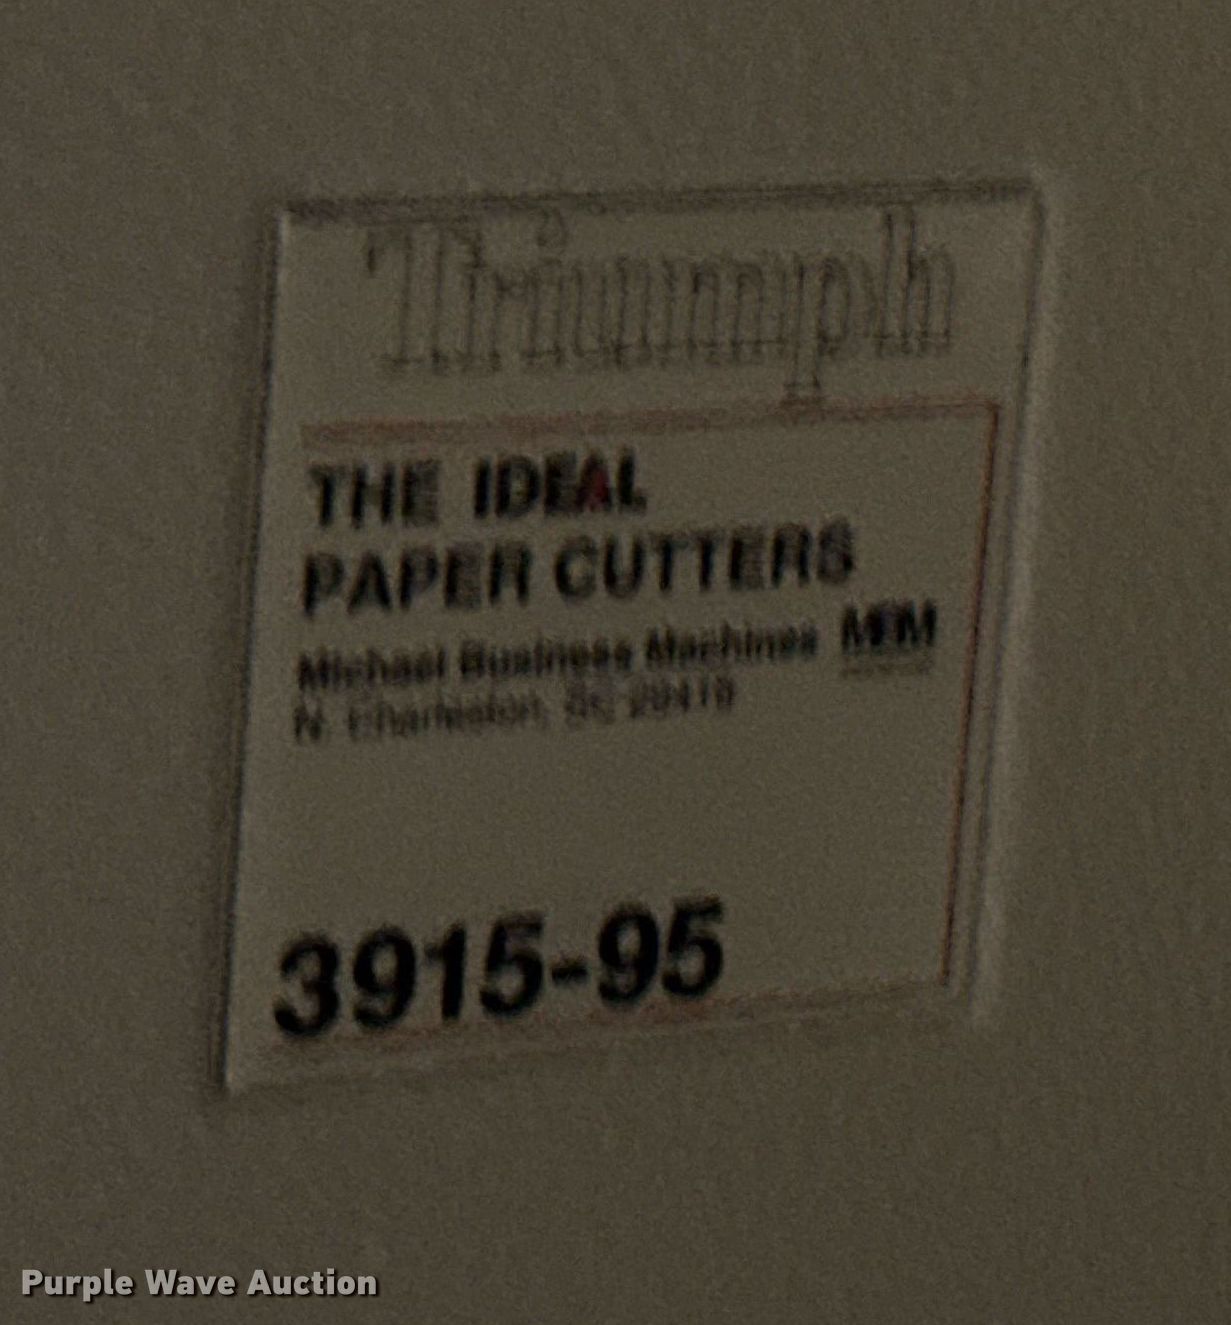 Triumph
THE IDEAL
PAPER CUTTERS
Michael Business Machines MBM
N. Charleston, SC 29418
3915-95
Purple Wave Auction